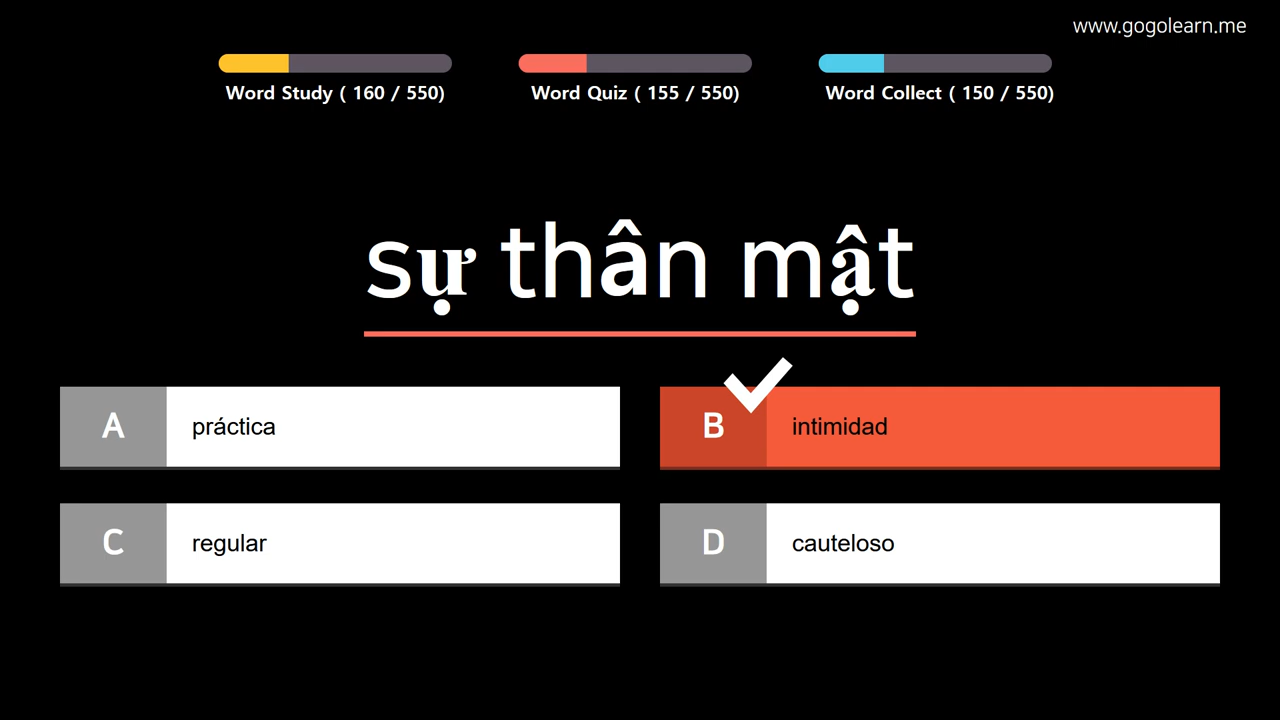 www.gogolearn.me
Word Study ( 160 / 550)
Word Quiz ( 155 / 550)
Word Collect ( 150 / 550)
sự thân mật
A práctica
B intimidad
C regular
D cauteloso